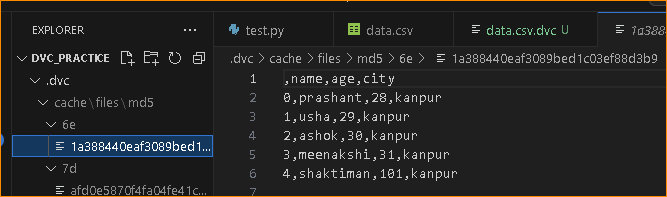 EXPLORER
DVC_PRACTICE
.dvc
cache\files\md5
6e
1a388440eaf3089bed1...
7d
afd0e5870f4fa04fe41c...
test.py
data.csv
data.csv.dvc U
1a388
.dvc > cache > files > md5 > 6e > 1a388440eaf3089bed1c03ef88d3b9
1 ,name,age,city
2 0,prashant,28,kanpur
3 1,usha,29,kanpur
4 2,ashok,30,kanpur
5 3,meenakshi,31,kanpur
6 4,shaktiman,101,kanpur
7